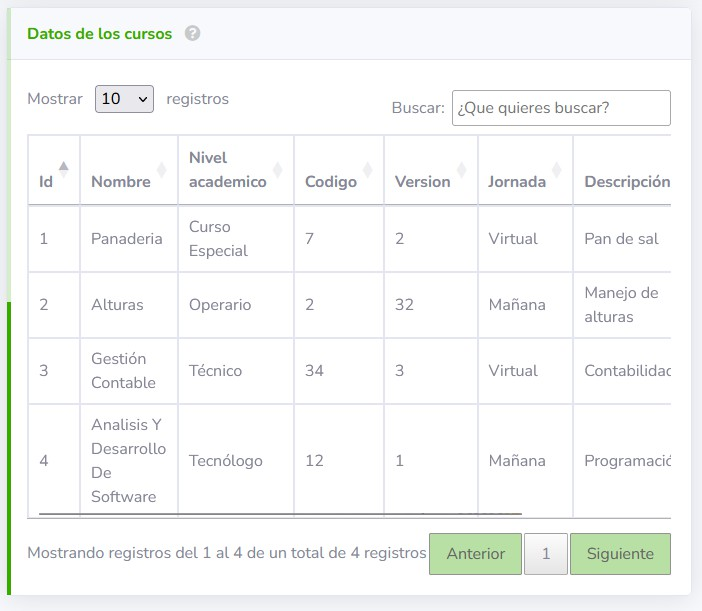 Datos de los cursos ?
Mostrar 10 registros
Buscar: ¿Que quieres buscar?
Id Nombre Nivel academico Codigo Version Jornada Descripción
1 Panaderia Curso Especial 7 2 Virtual Pan de sal
2 Alturas Operario 2 32 Mañana Manejo de alturas
3 Gestión Contable Técnico 34 3 Virtual Contabilidad
4 Analisis Y Desarrollo De Software Tecnólogo 12 1 Mañana Programació
Mostrando registros del 1 al 4 de un total de 4 registros Anterior 1 Siguiente